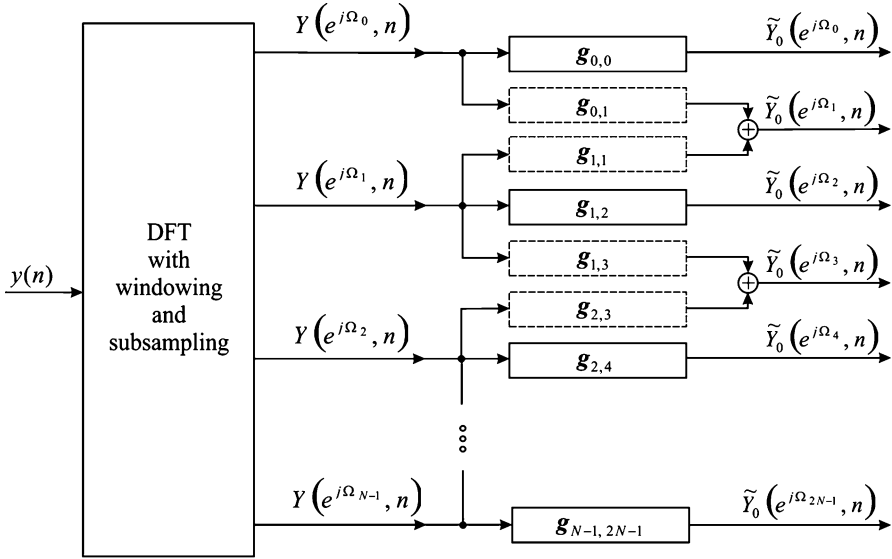 y(n)
DFT
with
windowing
and
subsampling
Y(e^{jΩ_0}, n)
g_{0,0}
Ỹ_0(e^{jΩ_0}, n)
g_{0,1}
Ỹ_0(e^{jΩ_1}, n)
g_{1,1}
Y(e^{jΩ_1}, n)
g_{1,2}
Ỹ_0(e^{jΩ_2}, n)
g_{1,3}
Ỹ_0(e^{jΩ_3}, n)
g_{2,3}
Y(e^{jΩ_2}, n)
g_{2,4}
Ỹ_0(e^{jΩ_4}, n)
Y(e^{jΩ_{N-1}}, n)
g_{N-1, 2N-1}
Ỹ_0(e^{jΩ_{2N-1}}, n)